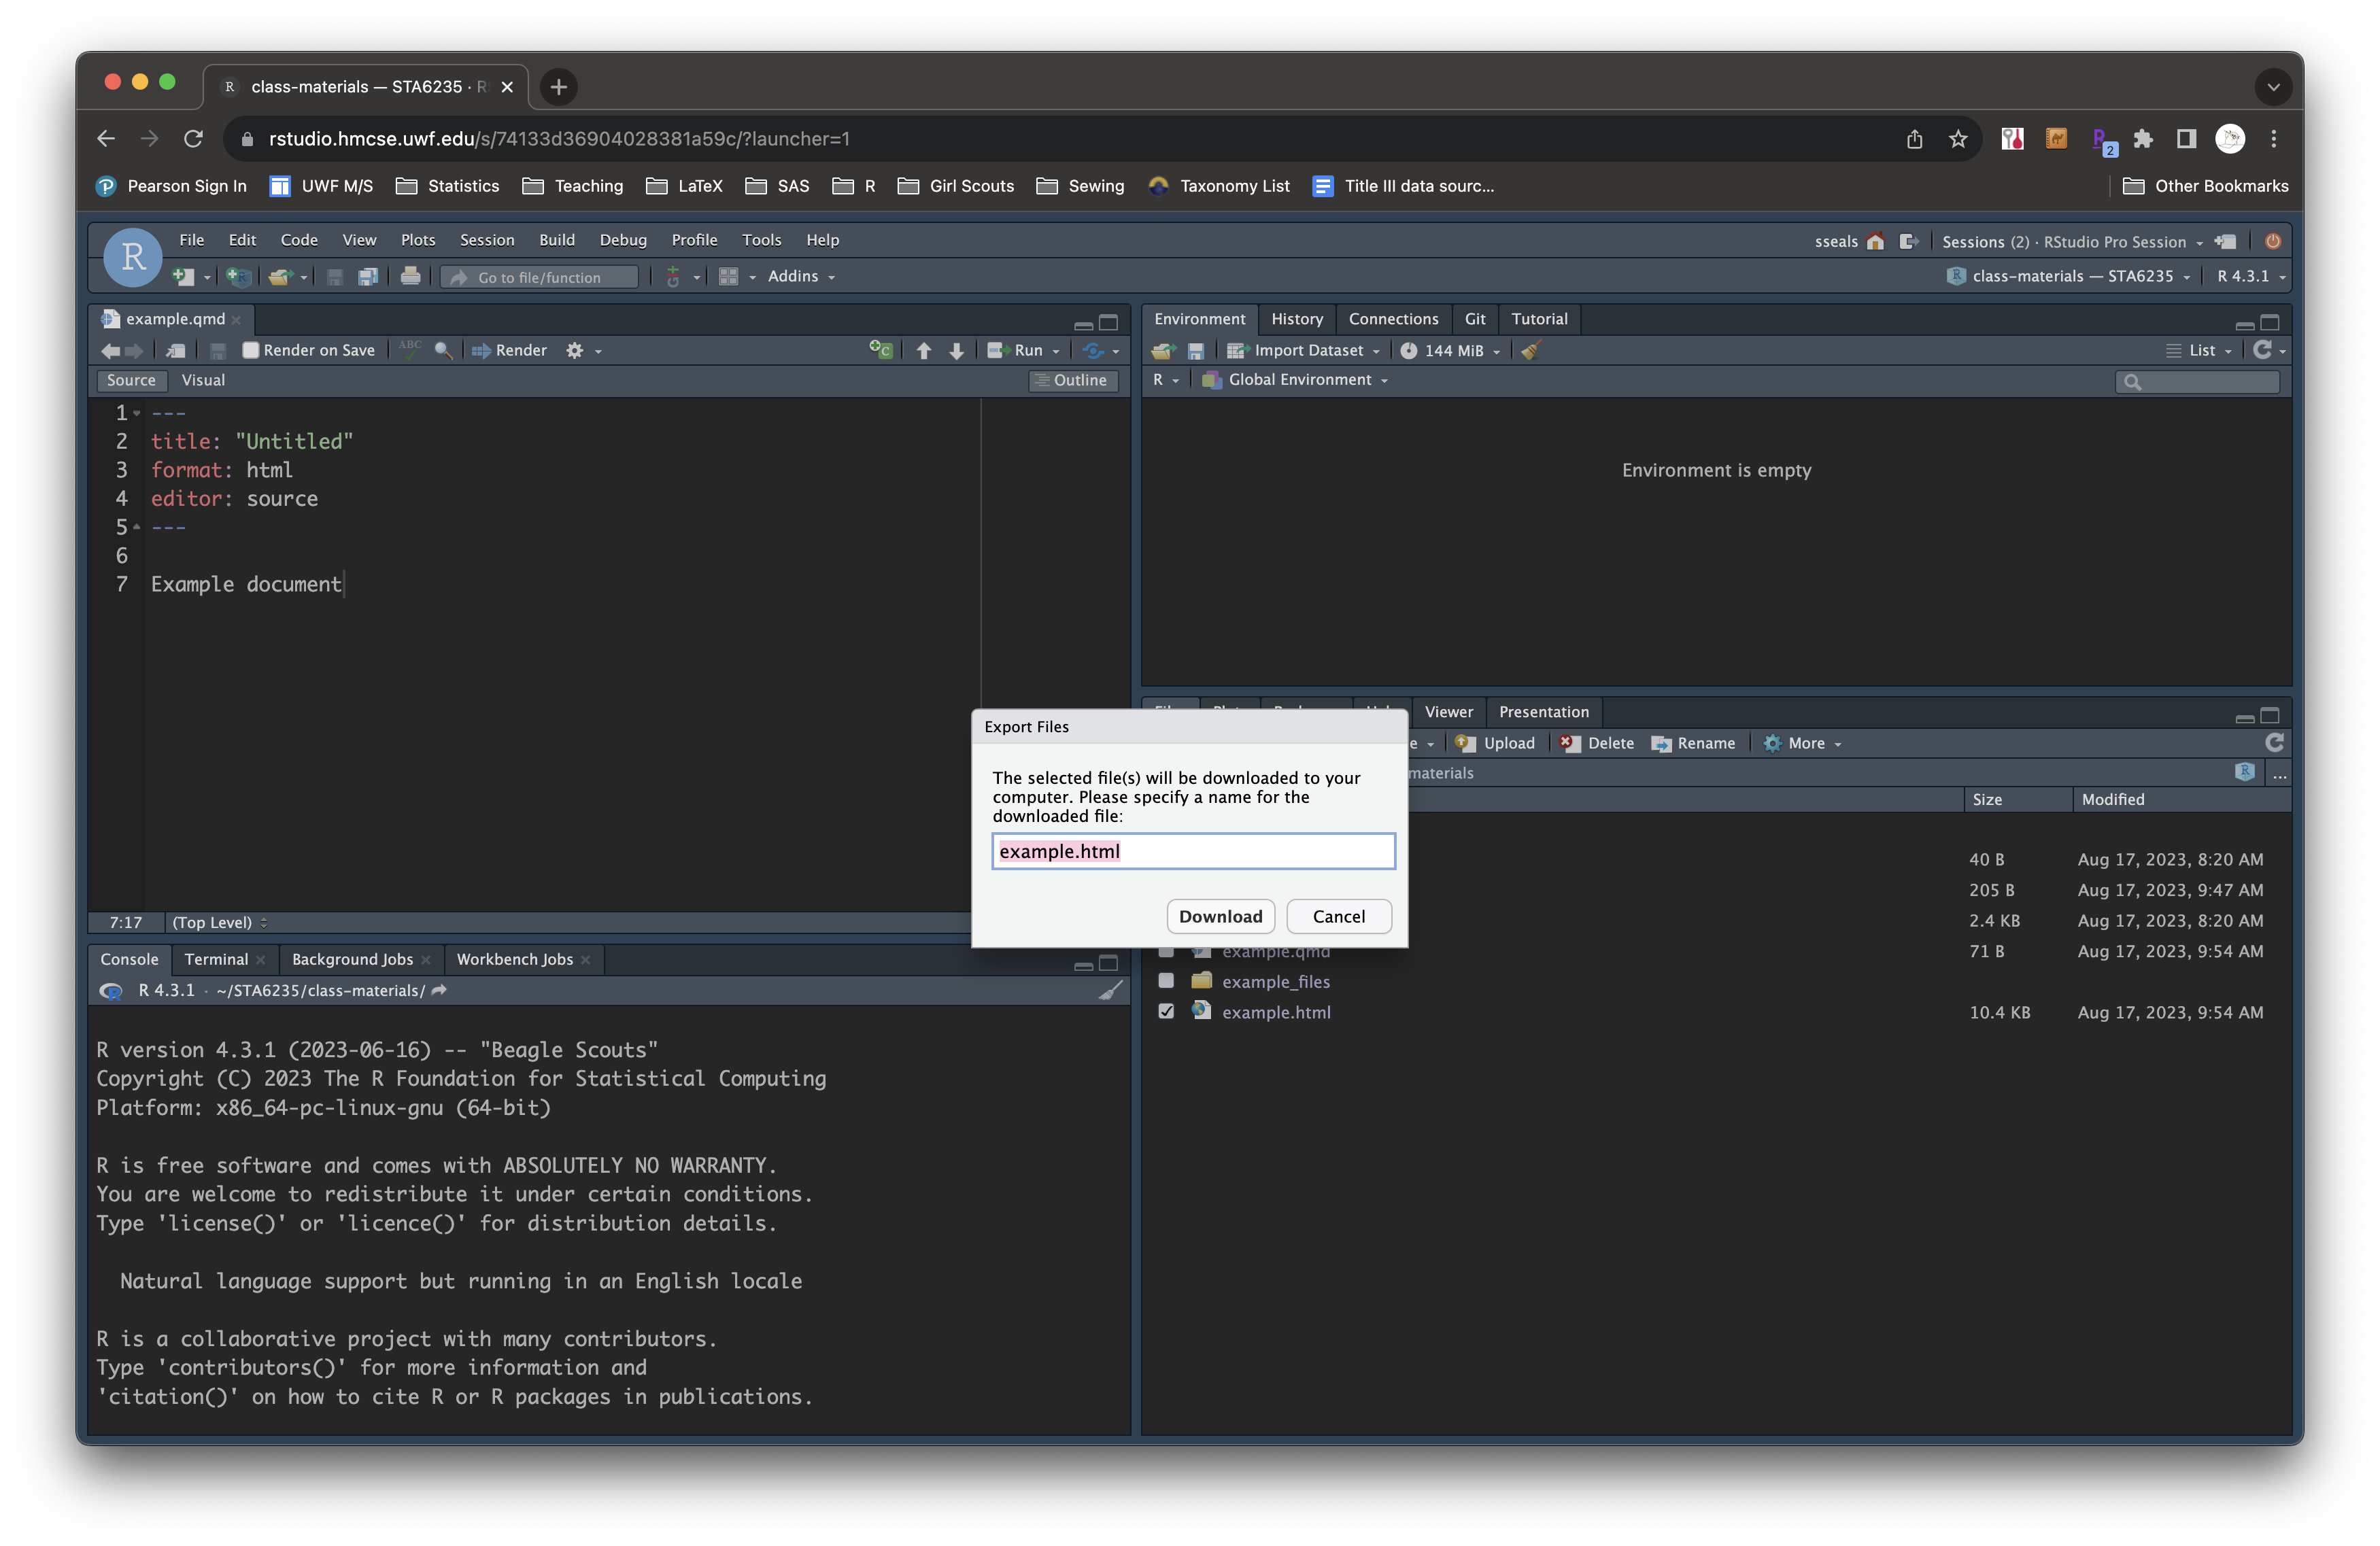 R class-materials — STA6235 · R
rstudio.hmcse.uwf.edu/s/74133d36904028381a59c/?launcher=1
2
Pearson Sign In UWF M/S Statistics Teaching LaTeX SAS R Girl Scouts Sewing Taxonomy List Title III data sourc... Other Bookmarks
R File Edit Code View Plots Session Build Debug Profile Tools Help sseals Sessions (2) · RStudio Pro Session
Go to file/function Addins class-materials — STA6235 R 4.3.1
example.qmd
Render on Save ABC Render Run
Source Visual Outline
1 ---
2 title: "Untitled"
3 format: html
4 editor: source
5 ---
6
7 Example document
7:17 (Top Level)
Environment History Connections Git Tutorial
Import Dataset 144 MiB List
R Global Environment
Environment is empty
Viewer Presentation
e Upload Delete Rename More
materials ...
Size Modified
40 B Aug 17, 2023, 8:20 AM
205 B Aug 17, 2023, 9:47 AM
2.4 KB Aug 17, 2023, 8:20 AM
example.qmd 71 B Aug 17, 2023, 9:54 AM
example_files
example.html 10.4 KB Aug 17, 2023, 9:54 AM
Export Files
The selected file(s) will be downloaded to your
computer. Please specify a name for the
downloaded file:
example.html
Download Cancel
Console Terminal Background Jobs Workbench Jobs
R 4.3.1 · ~/STA6235/class-materials/
R version 4.3.1 (2023-06-16) -- "Beagle Scouts"
Copyright (C) 2023 The R Foundation for Statistical Computing
Platform: x86_64-pc-linux-gnu (64-bit)
R is free software and comes with ABSOLUTELY NO WARRANTY.
You are welcome to redistribute it under certain conditions.
Type 'license()' or 'licence()' for distribution details.
Natural language support but running in an English locale
R is a collaborative project with many contributors.
Type 'contributors()' for more information and
'citation()' on how to cite R or R packages in publications.